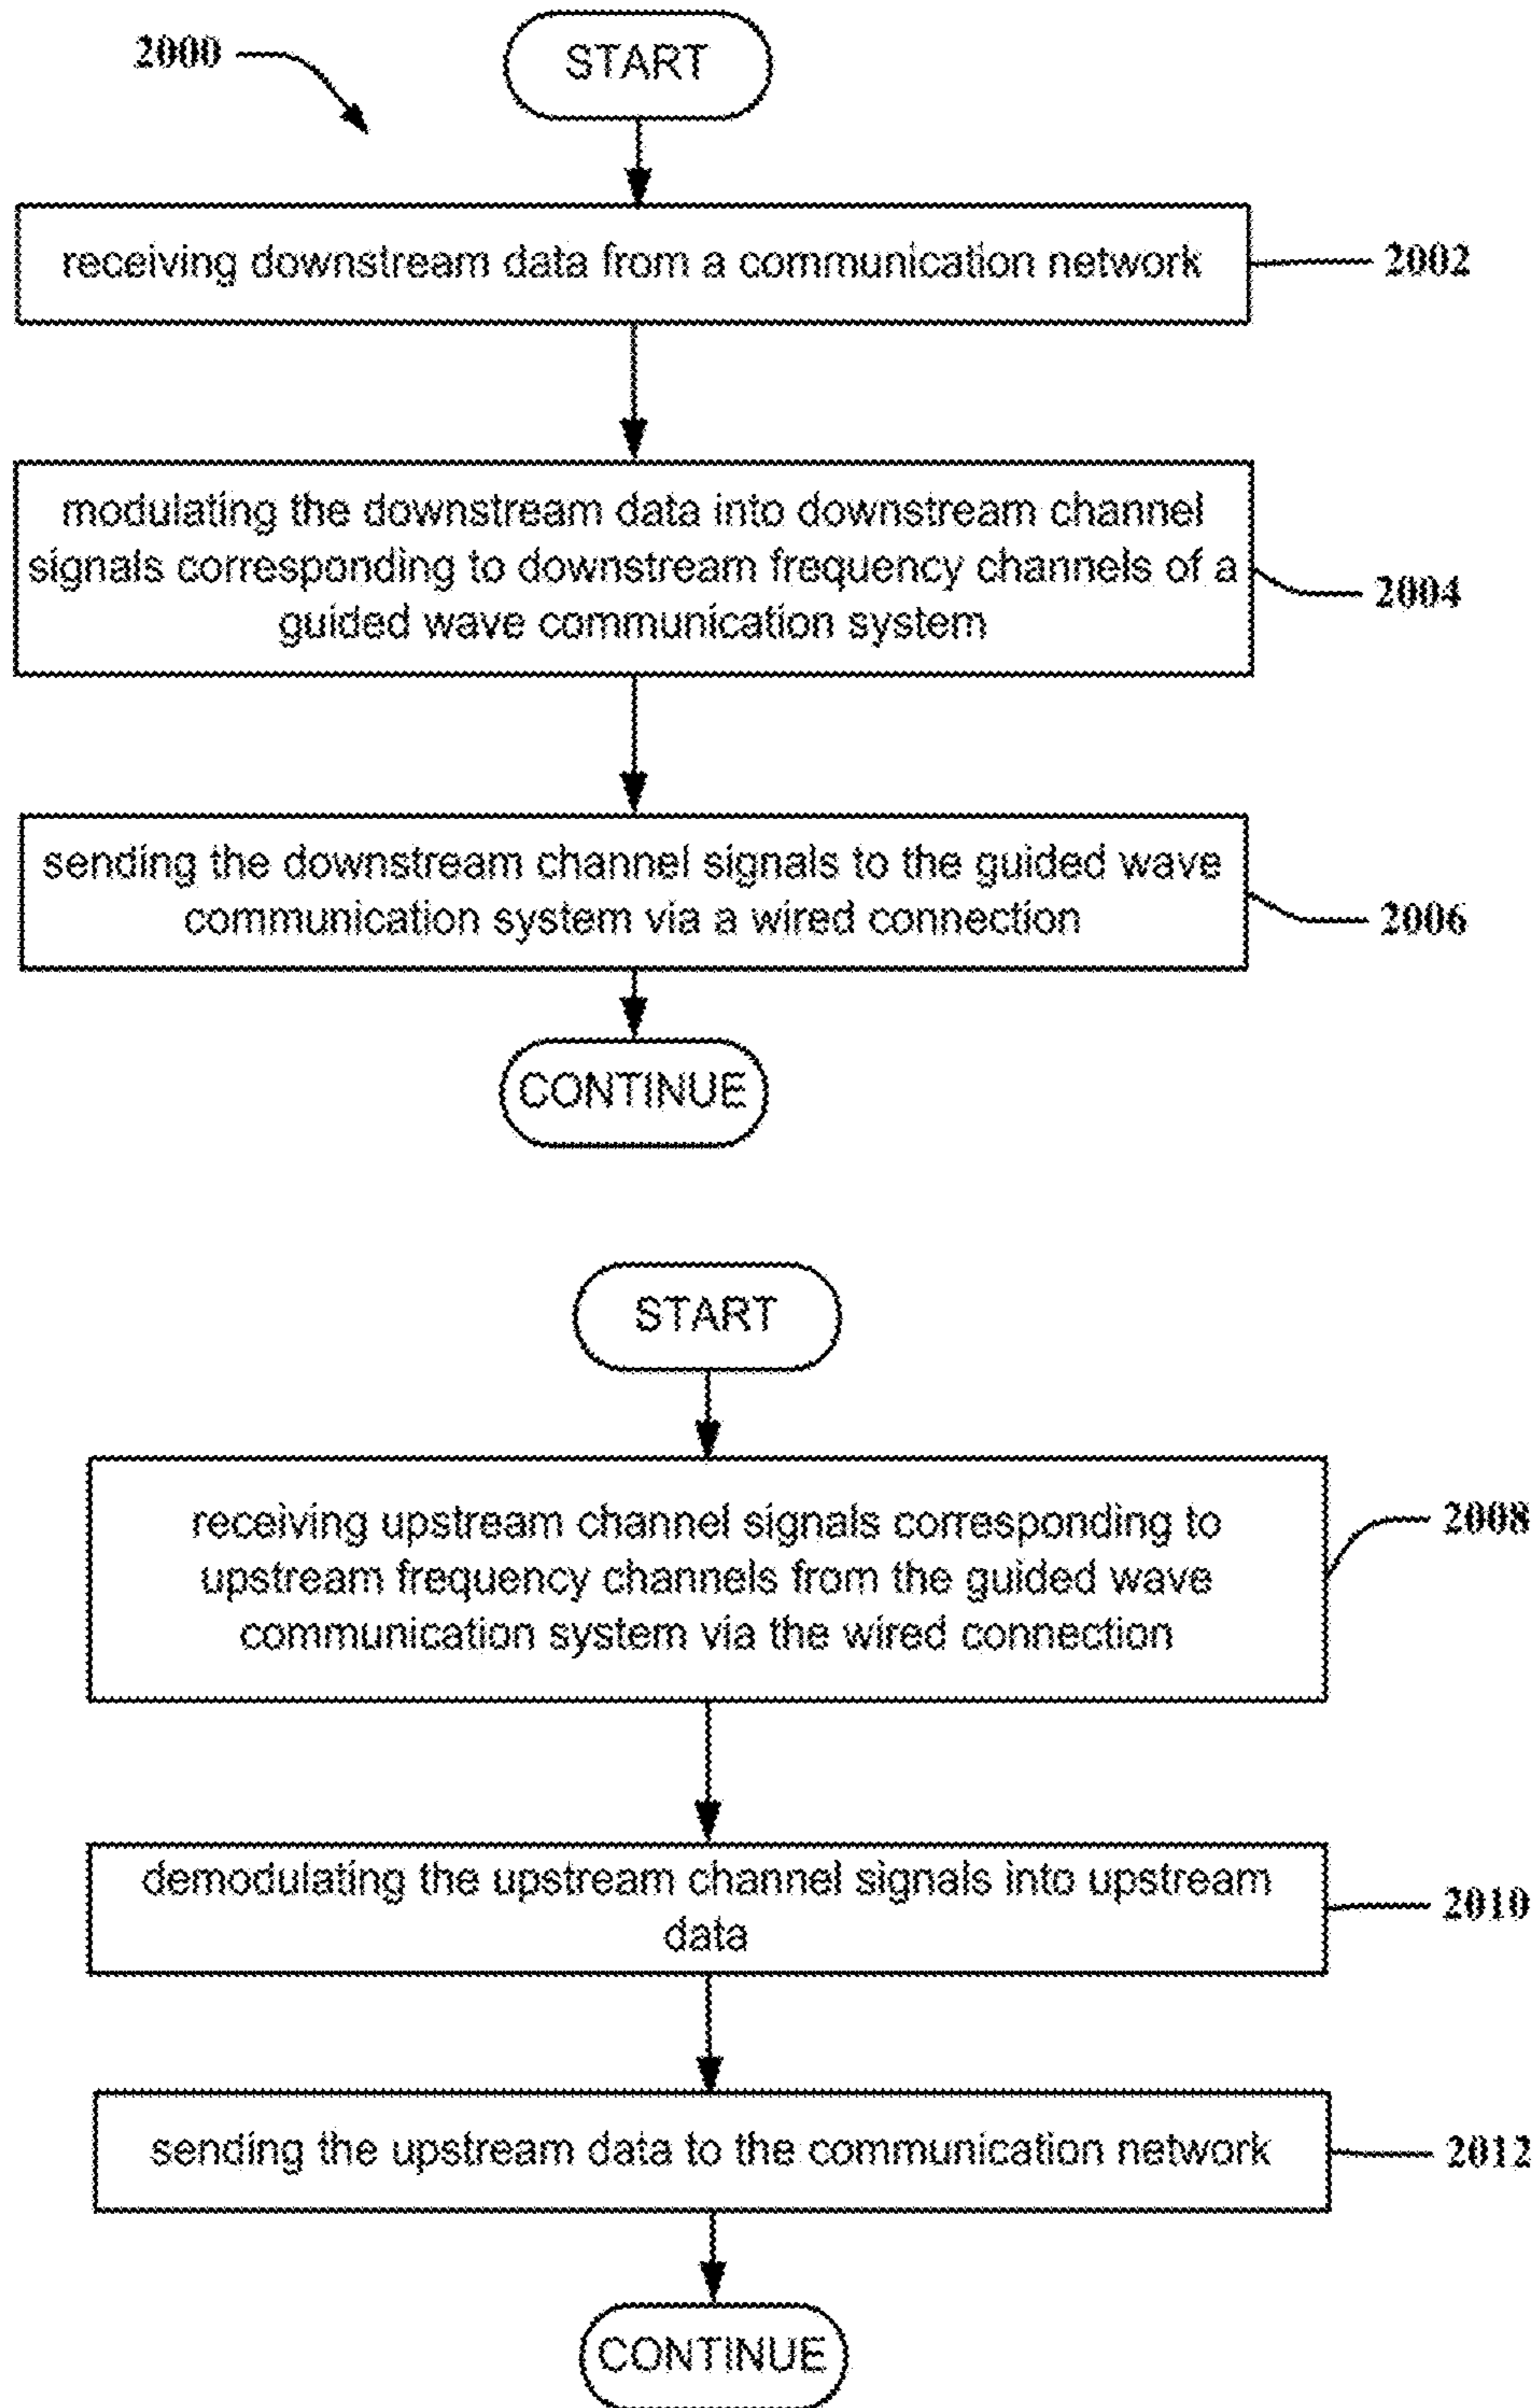 2000
START
receiving downstream data from a communication network
2002
modulating the downstream data into downstream channel
signals corresponding to downstream frequency channels of a
guided wave communication system
2004
sending the downstream channel signals to the guided wave
communication system via a wired connection
2006
CONTINUE
START
receiving upstream channel signals corresponding to
upstream frequency channels from the guided wave
communication system via the wired connection
2008
demodulating the upstream channel signals into upstream
data
2010
sending the upstream data to the communication network
2012
CONTINUE